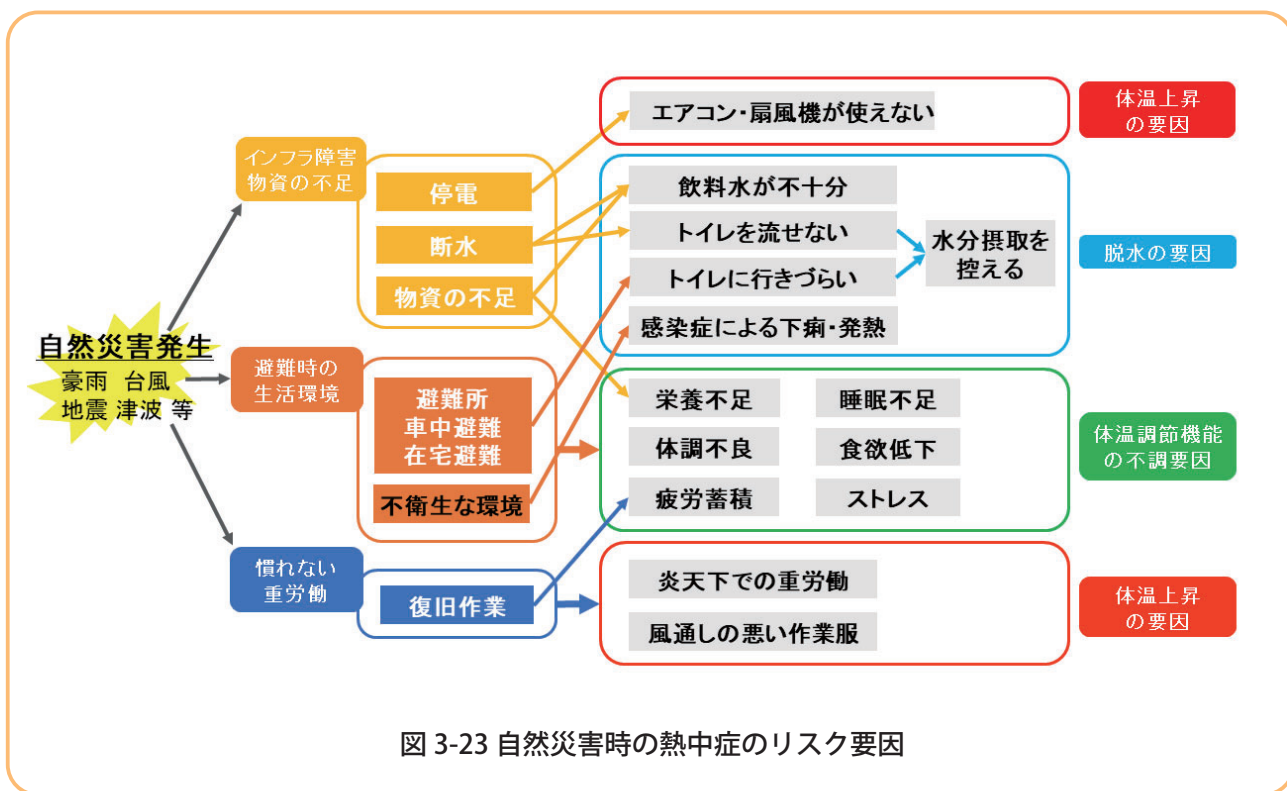 自然災害発生
豪雨 台風
地震 津波 等
インフラ障害
物資の不足
停電
断水
物資の不足
避難時の
生活環境
避難所
車中避難
在宅避難
不衛生な環境
慣れない
重労働
復旧作業
エアコン・扇風機が使えない
体温上昇
の要因
飲料水が不十分
トイレを流せない
トイレに行きづらい
感染症による下痢・発熱
水分摂取を
控える
脱水の要因
栄養不足
睡眠不足
体調不良
食欲低下
疲労蓄積
ストレス
体温調節機能
の不調要因
炎天下での重労働
風通しの悪い作業服
体温上昇
の要因
図 3-23 自然災害時の熱中症のリスク要因